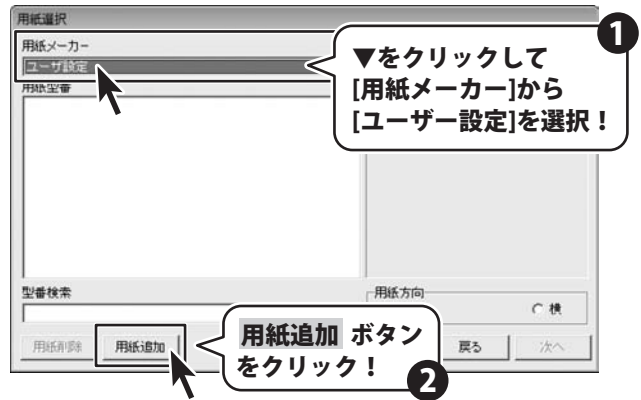 用紙選択
用紙メーカー
ユーザ設定
❶
▼をクリックして
[用紙メーカー]から
[ユーザー設定]を選択！
用紙型番
型番検索
用紙方向
横
用紙削除
用紙追加
用紙追加 ボタン
をクリック！
❷
戻る
次へ